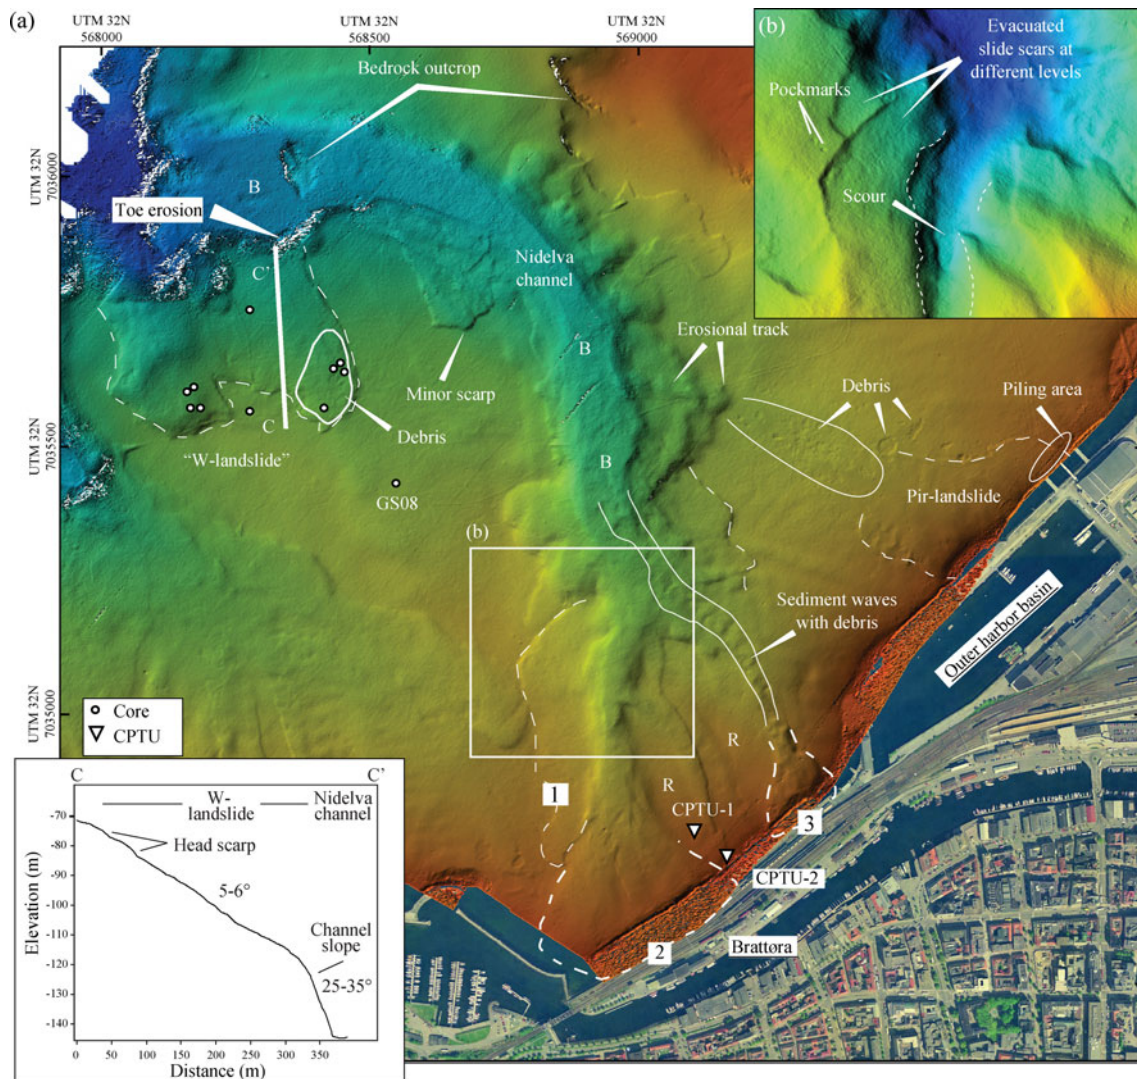 (a)
UTM 32N
568000
UTM 32N
568500
UTM 32N
569000
(b)
Evacuated
slide scars at
different levels
Pockmarks
Scour
Bedrock outcrop
UTM 32N
7036000
B
Toe erosion
C'
Nidelva
channel
Erosional track
B
Minor scarp
Debris
Debris
Piling area
C
"W-landslide"
UTM 32N
7035500
B
GS08
Pir-landslide
(b)
Sediment waves
with debris
Outer harbor basin
UTM 32N
7035000
Core
CPTU
R
R
1
CPTU-1
3
CPTU-2
2
Brattøra
C
C'
W-
landslide
Nidelva
channel
Head scarp
5-6°
Channel
slope
25-35°
Elevation (m)
-70
-80
-90
-100
-110
-120
-130
-140
0
50
100
150
200
250
300
350
Distance (m)